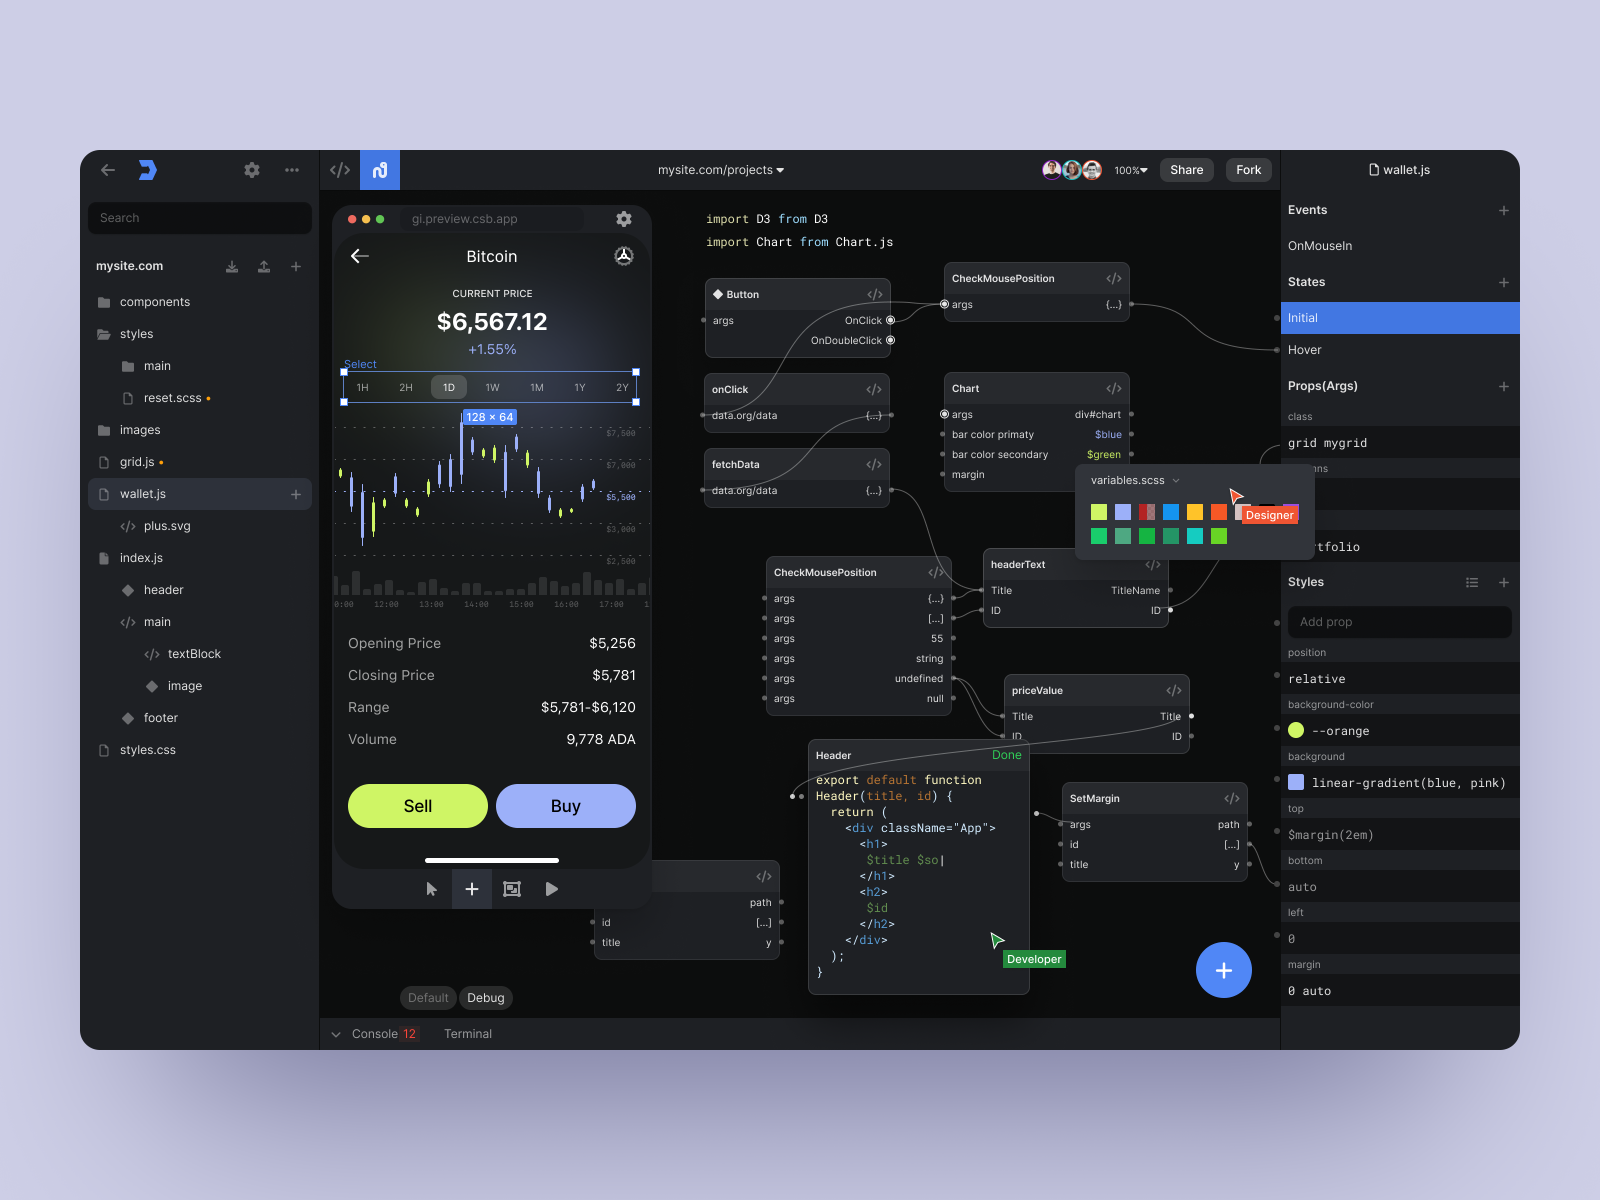 mysite.com/projects
100%
Share
Fork
wallet.js
Search
mysite.com
components
styles
main
reset.scss
images
grid.js
wallet.js
plus.svg
index.js
header
main
textBlock
image
footer
styles.css
gi.preview.csb.app
Bitcoin
CURRENT PRICE
$6,567.12
+1.55%
Select
1H 2H 1D 1W 1M 1Y 2Y
128 × 64
$7,500
$7,000
$5,500
$3,000
$2,500
0:00 12:00 13:00 14:00 15:00 16:00 17:00 1
Opening Price $5,256
Closing Price $5,781
Range $5,781-$6,120
Volume 9,778 ADA
Sell Buy
import D3 from D3
import Chart from Chart.js
Button
args OnClick
OnDoubleClick
CheckMousePosition
args {...}
onClick
data.org/data {...}
fetchData
data.org/data {...}
Chart
args div#chart
bar color primaty $blue
bar color secondary $green
margin
variables.scss
Designer
CheckMousePosition
args {...}
args [...]
args 55
args string
args undefined
args null
headerText
Title TitleName
ID ID
priceValue
Title Title
ID ID
Header Done
export default function
Header(title, id) {
return (
<div className="App">
<h1>
$title $so|
</h1>
<h2>
$id
</h2>
</div>
);
}
Developer
SetMargin
args path
id [...]
title y
path
id [...]
title y
Default Debug
Console 12 Terminal
Events
OnMouseIn
States
Initial
Hover
Props(Args)
class
grid mygrid
ns
tfolio
Styles
Add prop
position
relative
background-color
--orange
background
linear-gradient(blue, pink)
top
$margin(2em)
bottom
auto
left
0
margin
0 auto